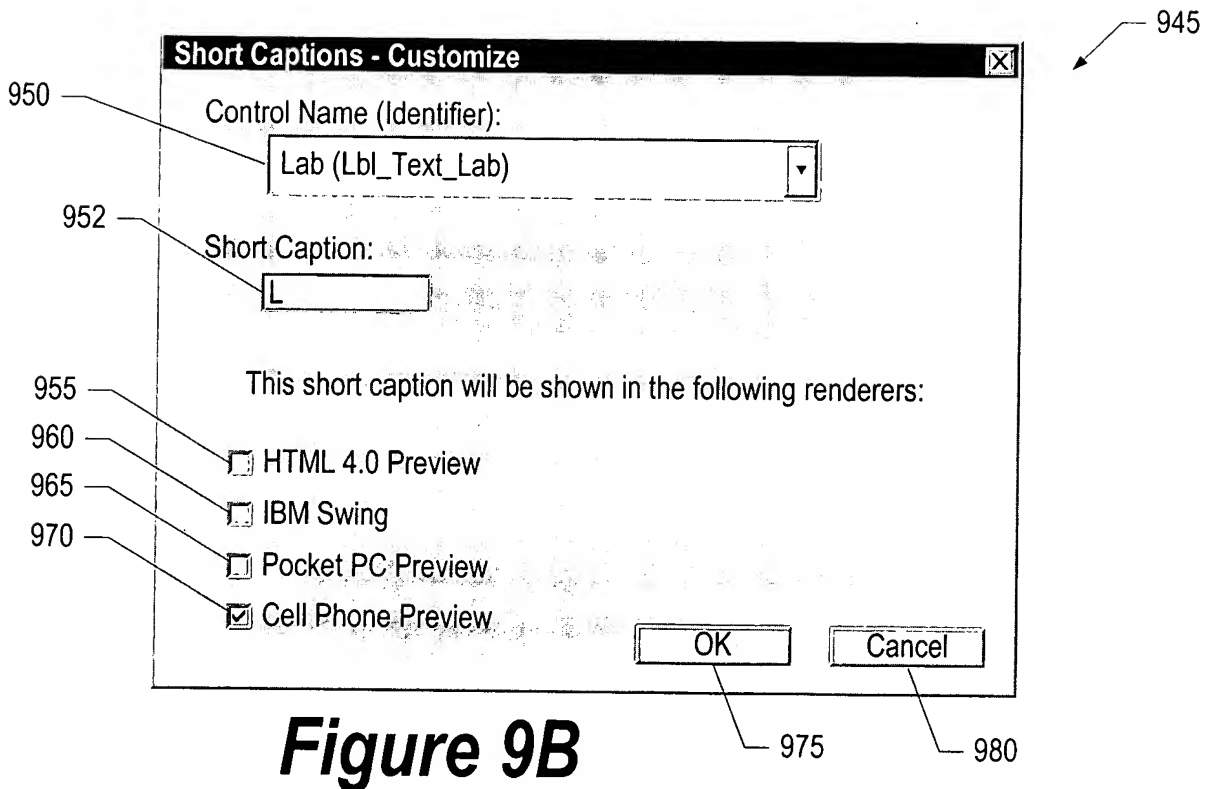 945
Short Captions - Customize
950
Control Name (Identifier):
Lab (Lbl_Text_Lab)
952
Short Caption:
L
This short caption will be shown in the following renderers:
955
HTML 4.0 Preview
960
IBM Swing
965
Pocket PC Preview
970
Cell Phone Preview
OK
Cancel
975
980
Figure 9B